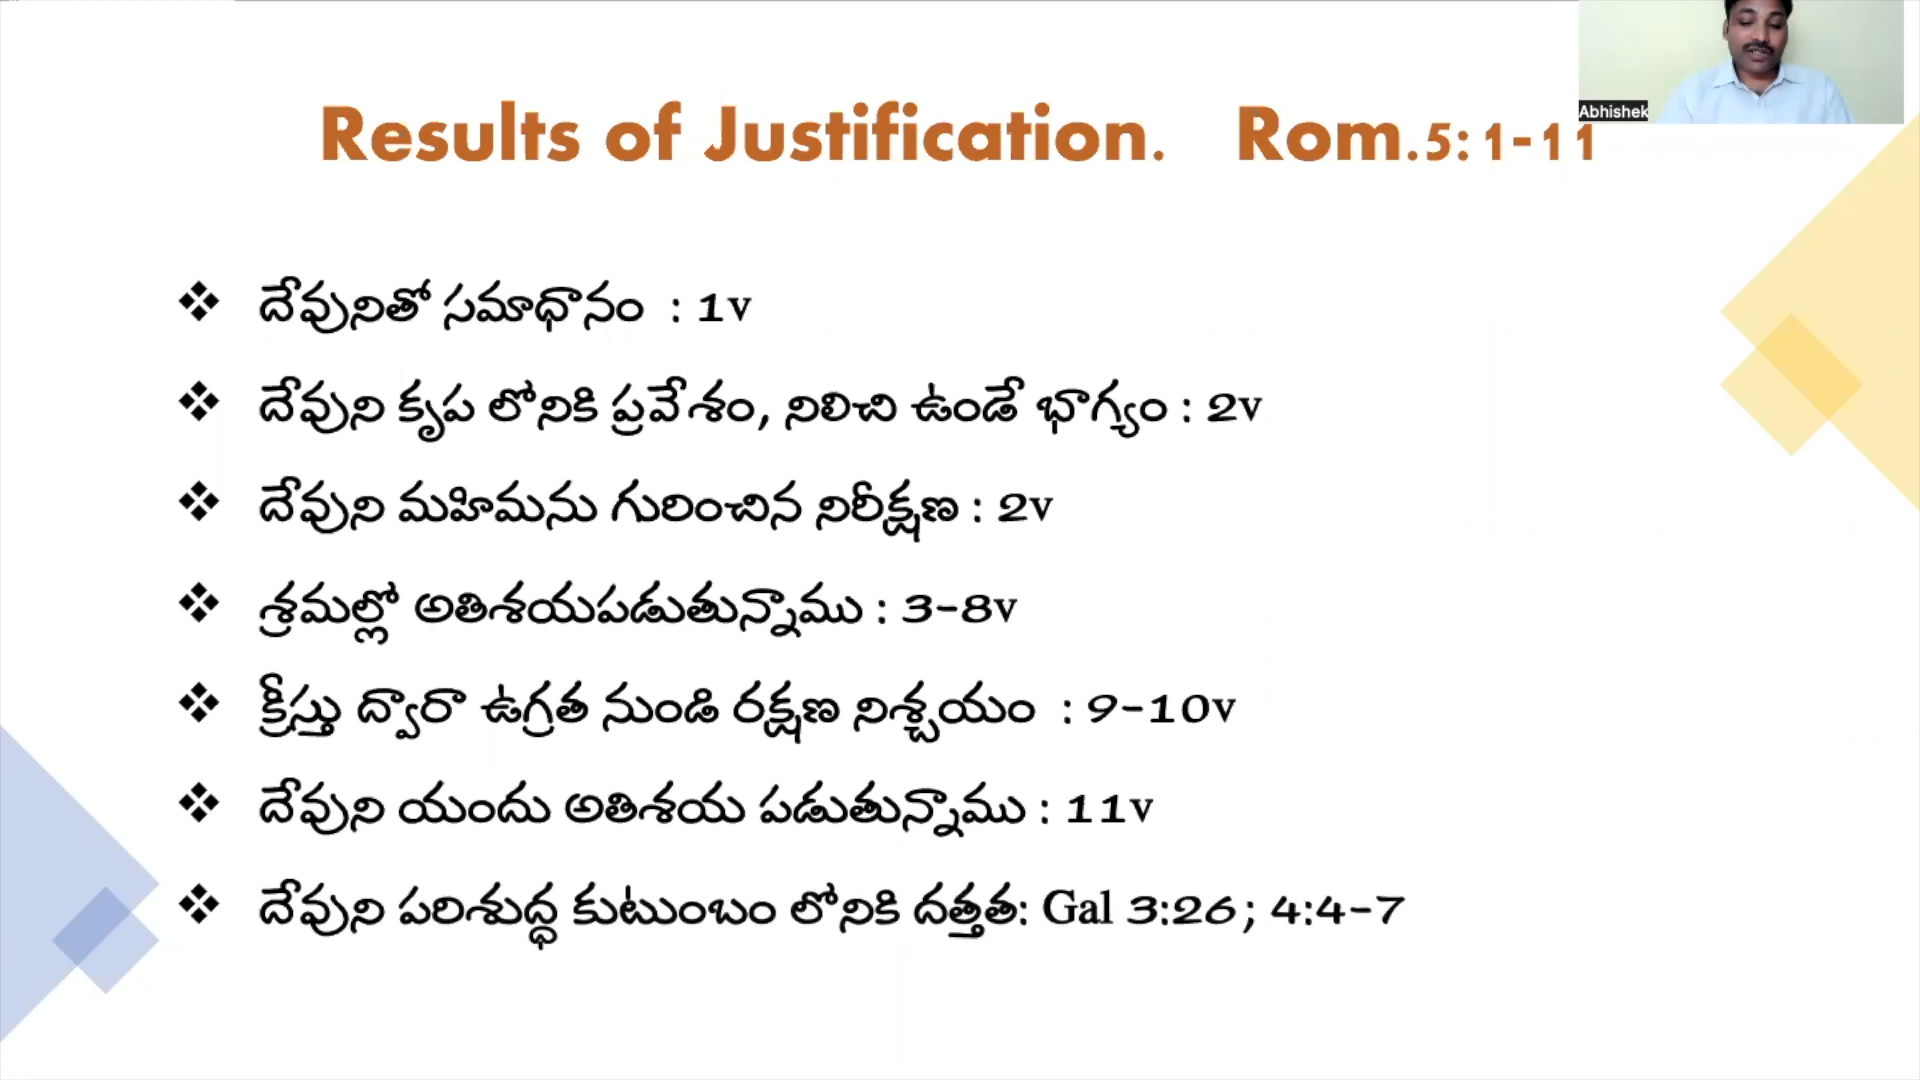 Abhishek
Results of Justification. Rom.5:1-11
❖ దేవునితో సమాధానం : 1v
❖ దేవుని కృప లోనికి ప్రవేశం, నిలిచి ఉండే భాగ్యం : 2v
❖ దేవుని మహిమను గురించిన నిరీక్షణ : 2v
❖ శ్రమల్లో అతిశయపడుతున్నాము : 3-8v
❖ క్రీస్తు ద్వారా ఉగ్రత నుండి రక్షణ నిశ్చయం : 9-10v
❖ దేవుని యందు అతిశయ పడుతున్నాము : 11v
❖ దేవుని పరిశుద్ధ కుటుంబం లోనికి దత్తత: Gal 3:26; 4:4-7